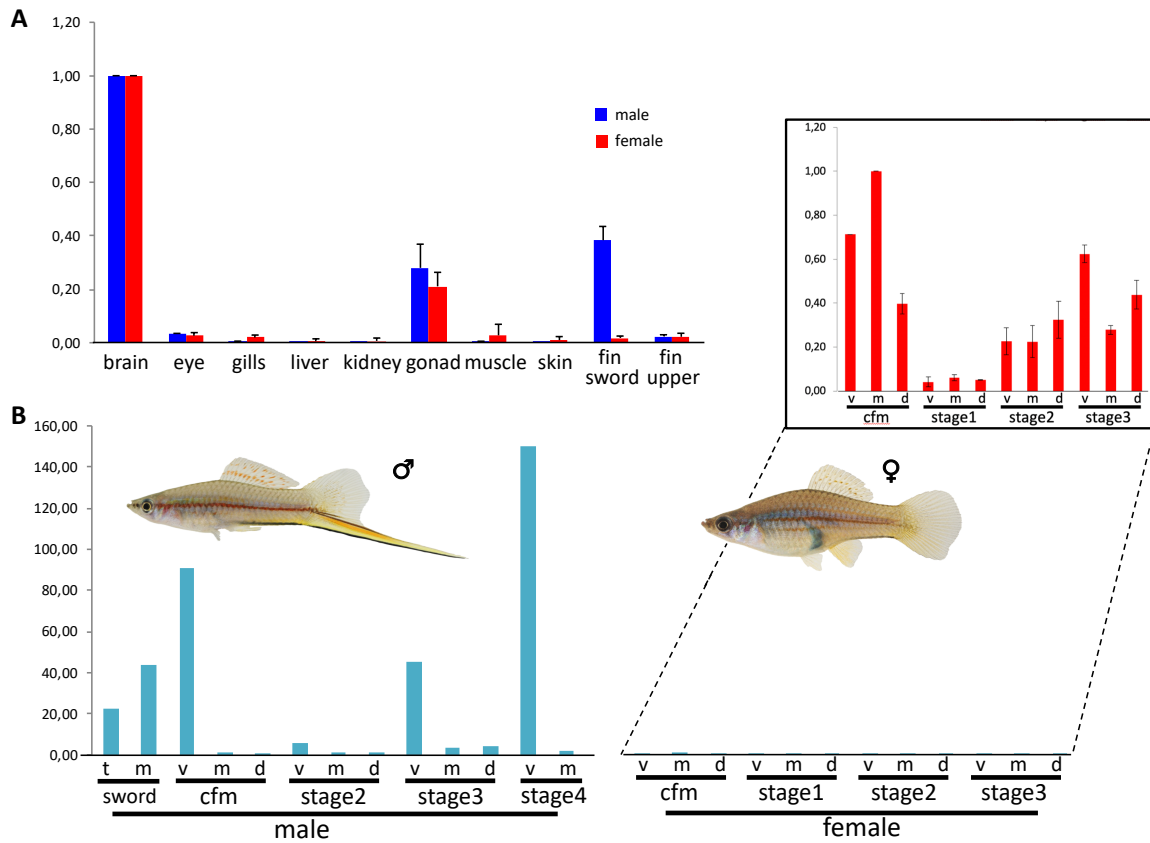 A
1,20
1,00
0,80
0,60
0,40
0,20
0,00
male
female
brain eye gills liver kidney gonad muscle skin fin sword fin upper
1,20
1,00
0,80
0,60
0,40
0,20
0,00
v m d v m d v m d v m d
cfm stage1 stage2 stage3
B
160,00
140,00
120,00
100,00
80,00
60,00
40,00
20,00
0,00
♂
♀
t m v m d v m d v m d v m
sword cfm stage2 stage3 stage4
male
v m d v m d v m d v m d
cfm stage1 stage2 stage3
female